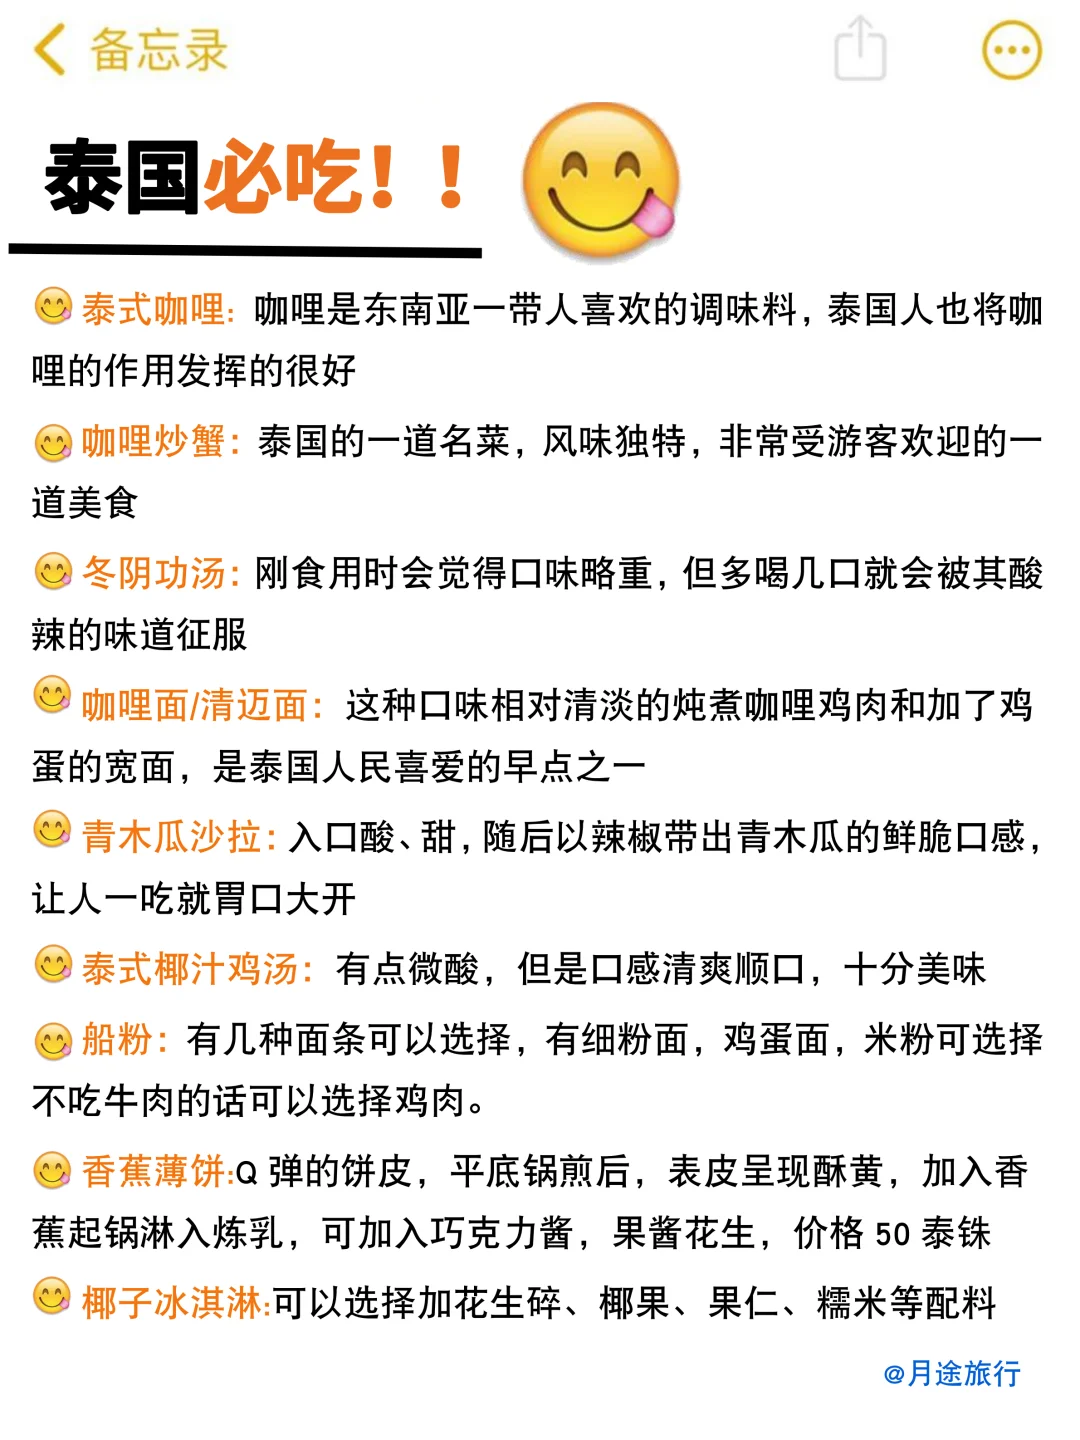 备忘录
泰国必吃！！
泰式咖哩：咖哩是东南亚一带人喜欢的调味料，泰国人也将咖
哩的作用发挥的很好
咖哩炒蟹：泰国的一道名菜，风味独特，非常受游客欢迎的一
道美食
冬阴功汤：刚食用时会觉得口味略重，但多喝几口就会被其酸
辣的味道征服
咖哩面/清迈面：这种口味相对清淡的炖煮咖哩鸡肉和加了鸡
蛋的宽面，是泰国人民喜爱的早点之一
青木瓜沙拉：入口酸、甜，随后以辣椒带出青木瓜的鲜脆口感，
让人一吃就胃口大开
泰式椰汁鸡汤：有点微酸，但是口感清爽顺口，十分美味
船粉：有几种面条可以选择，有细粉面，鸡蛋面，米粉可选择
不吃牛肉的话可以选择鸡肉。
香蕉薄饼:Q 弹的饼皮，平底锅煎后，表皮呈现酥黄，加入香
蕉起锅淋入炼乳，可加入巧克力酱，果酱花生，价格 50 泰铢
椰子冰淇淋:可以选择加花生碎、椰果、果仁、糯米等配料
@月途旅行